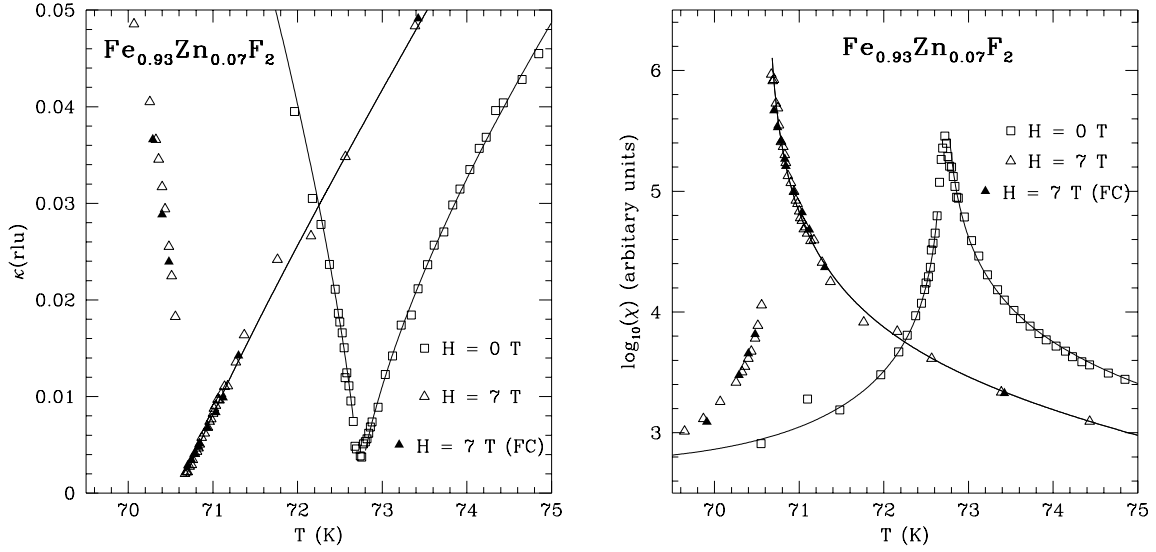 Fe0.93Zn0.07F2
0.05
0.04
0.03
0.02
0.01
0
κ(rlu)
H = 0 T
H = 7 T
H = 7 T (FC)
70 71 72 73 74 75
T (K)
Fe0.93Zn0.07F2
6
5
4
3
log10(χ) (arbitary units)
H = 0 T
H = 7 T
H = 7 T (FC)
70 71 72 73 74 75
T (K)